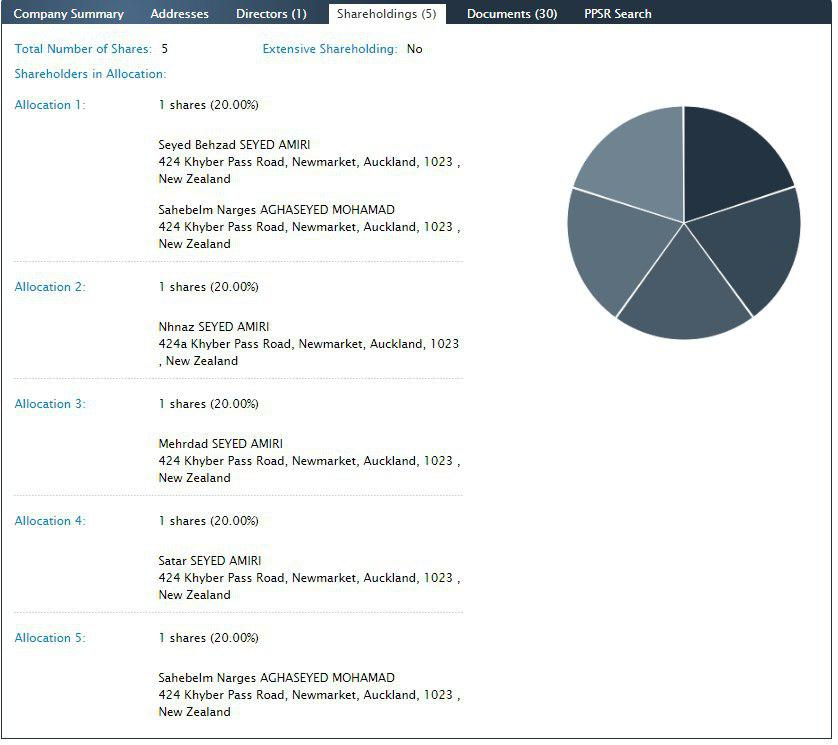 Company Summary Addresses Directors (1) Shareholdings (5) Documents (30) PPSR Search
Total Number of Shares: 5 Extensive Shareholding: No
Shareholders in Allocation:
Allocation 1: 1 shares (20.00%)
Seyed Behzad SEYED AMIRI
424 Khyber Pass Road, Newmarket, Auckland, 1023 ,
New Zealand
Sahebelm Narges AGHASEYED MOHAMAD
424 Khyber Pass Road, Newmarket, Auckland, 1023 ,
New Zealand
Allocation 2: 1 shares (20.00%)
Nhnaz SEYED AMIRI
424a Khyber Pass Road, Newmarket, Auckland, 1023
, New Zealand
Allocation 3: 1 shares (20.00%)
Mehrdad SEYED AMIRI
424 Khyber Pass Road, Newmarket, Auckland, 1023 ,
New Zealand
Allocation 4: 1 shares (20.00%)
Satar SEYED AMIRI
424 Khyber Pass Road, Newmarket, Auckland, 1023 ,
New Zealand
Allocation 5: 1 shares (20.00%)
Sahebelm Narges AGHASEYED MOHAMAD
424 Khyber Pass Road, Newmarket, Auckland, 1023 ,
New Zealand